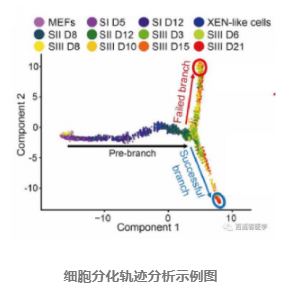 MEFs SI D5 SI D12 XEN-like cells
SII D8 SII D12 SIII D3 SIII D6
SIII D8 SIII D10 SIII D15 SIII D21
10
5
0
-5
-10
Component 2
Failed branch
Pre-branch
Successful branch
-10
0
10
Component 1
细胞分化轨迹分析示例图